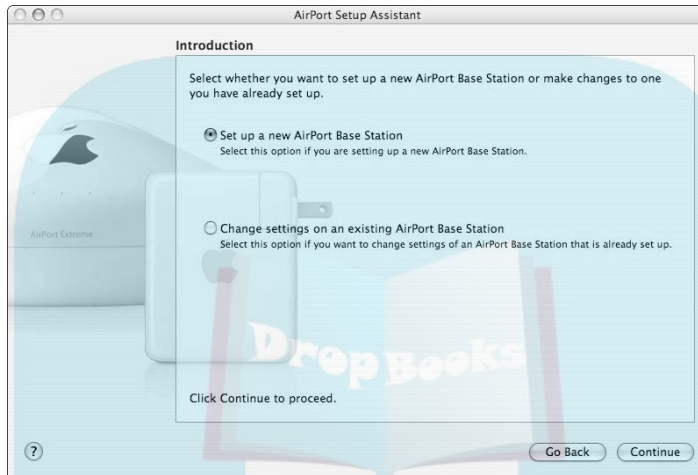 AirPort Setup Assistant
Introduction
Select whether you want to set up a new AirPort Base Station or make changes to one
you have already set up.
Set up a new AirPort Base Station
Select this option if you are setting up a new AirPort Base Station.
AirPort Extreme
Change settings on an existing AirPort Base Station
Select this option if you want to change settings of an AirPort Base Station that is already set up.
DropBooks
Click Continue to proceed.
?
Go Back
Continue